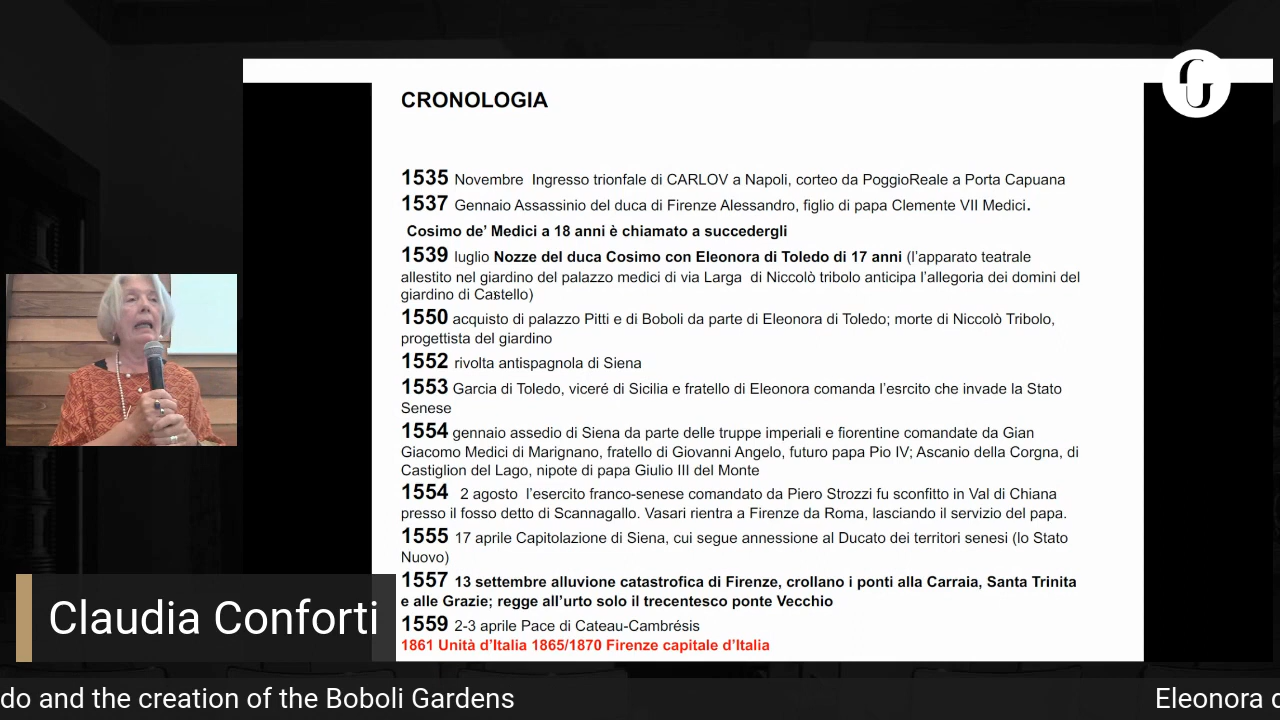 CRONOLOGIA
1535 Novembre Ingresso trionfale di CARLOV a Napoli, corteo da PoggioReale a Porta Capuana
1537 Gennaio Assassinio del duca di Firenze Alessandro, figlio di papa Clemente VII Medici.
Cosimo de' Medici a 18 anni è chiamato a succedergli
1539 luglio Nozze del duca Cosimo con Eleonora di Toledo di 17 anni (l'apparato teatrale
allestito nel giardino del palazzo medici di via Larga di Niccolò tribolo anticipa l'allegoria dei domini del
giardino di Castello)
1550 acquisto di palazzo Pitti e di Boboli da parte di Eleonora di Toledo; morte di Niccolò Tribolo,
progettista del giardino
1552 rivolta antispagnola di Siena
1553 Garcia di Toledo, viceré di Sicilia e fratello di Eleonora comanda l'esrcito che invade la Stato
Senese
1554 gennaio assedio di Siena da parte delle truppe imperiali e fiorentine comandate da Gian
Giacomo Medici di Marignano, fratello di Giovanni Angelo, futuro papa Pio IV; Ascanio della Corgna, di
Castiglion del Lago, nipote di papa Giulio III del Monte
1554 2 agosto l'esercito franco-senese comandato da Piero Strozzi fu sconfitto in Val di Chiana
presso il fosso detto di Scannagallo. Vasari rientra a Firenze da Roma, lasciando il servizio del papa.
1555 17 aprile Capitolazione di Siena, cui segue annessione al Ducato dei territori senesi (lo Stato
Nuovo)
1557 13 settembre alluvione catastrofica di Firenze, crollano i ponti alla Carraia, Santa Trinita
e alle Grazie; regge all'urto solo il trecentesco ponte Vecchio
1559 2-3 aprile Pace di Cateau-Cambrésis
1861 Unità d'Italia 1865/1870 Firenze capitale d'Italia
Claudia Conforti
do and the creation of the Boboli Gardens
Eleonora